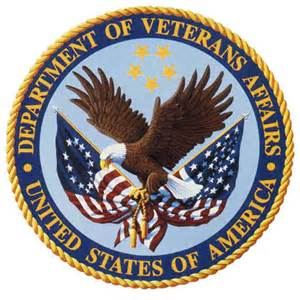 DEPARTMENT OF VETERANS AFFAIRS
UNITED STATES OF AMERICA